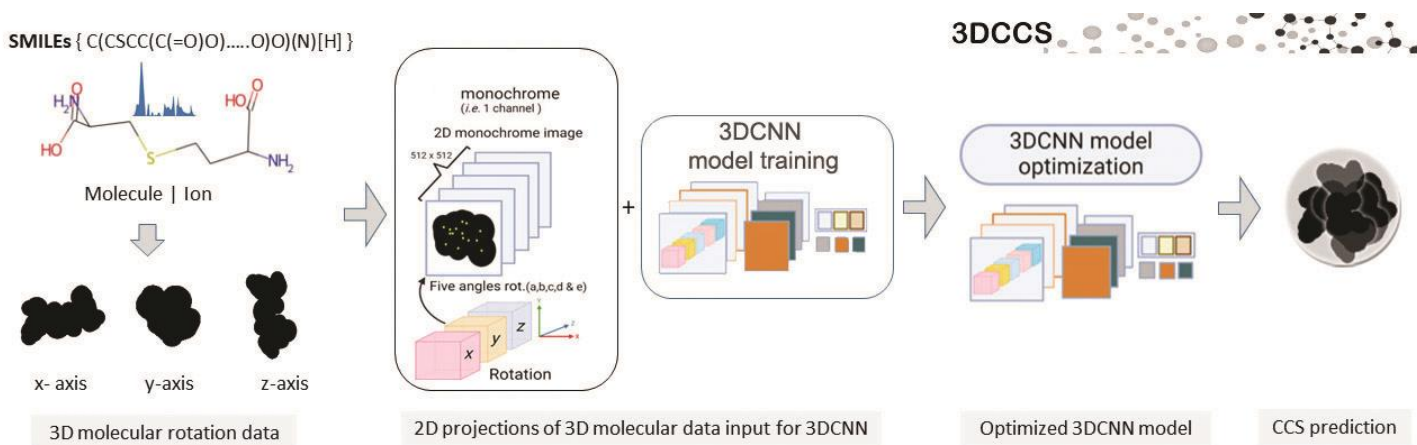 SMILEs { C(CSCC(C(=O)O).....O)O)(N)[H] }
3DCCS
H₂N
O
HO
HO
O
S
NH₂
Molecule | Ion
x- axis
y-axis
z-axis
3D molecular rotation data
monochrome
(i.e. 1 channel )
2D monochrome image
512 x 512
Five angles rot.(a,b,c,d & e)
x
y
z
Y
Z
X
Rotation
+
3DCNN
model training
2D projections of 3D molecular data input for 3DCNN
3DCNN model
optimization
Optimized 3DCNN model
CCS prediction